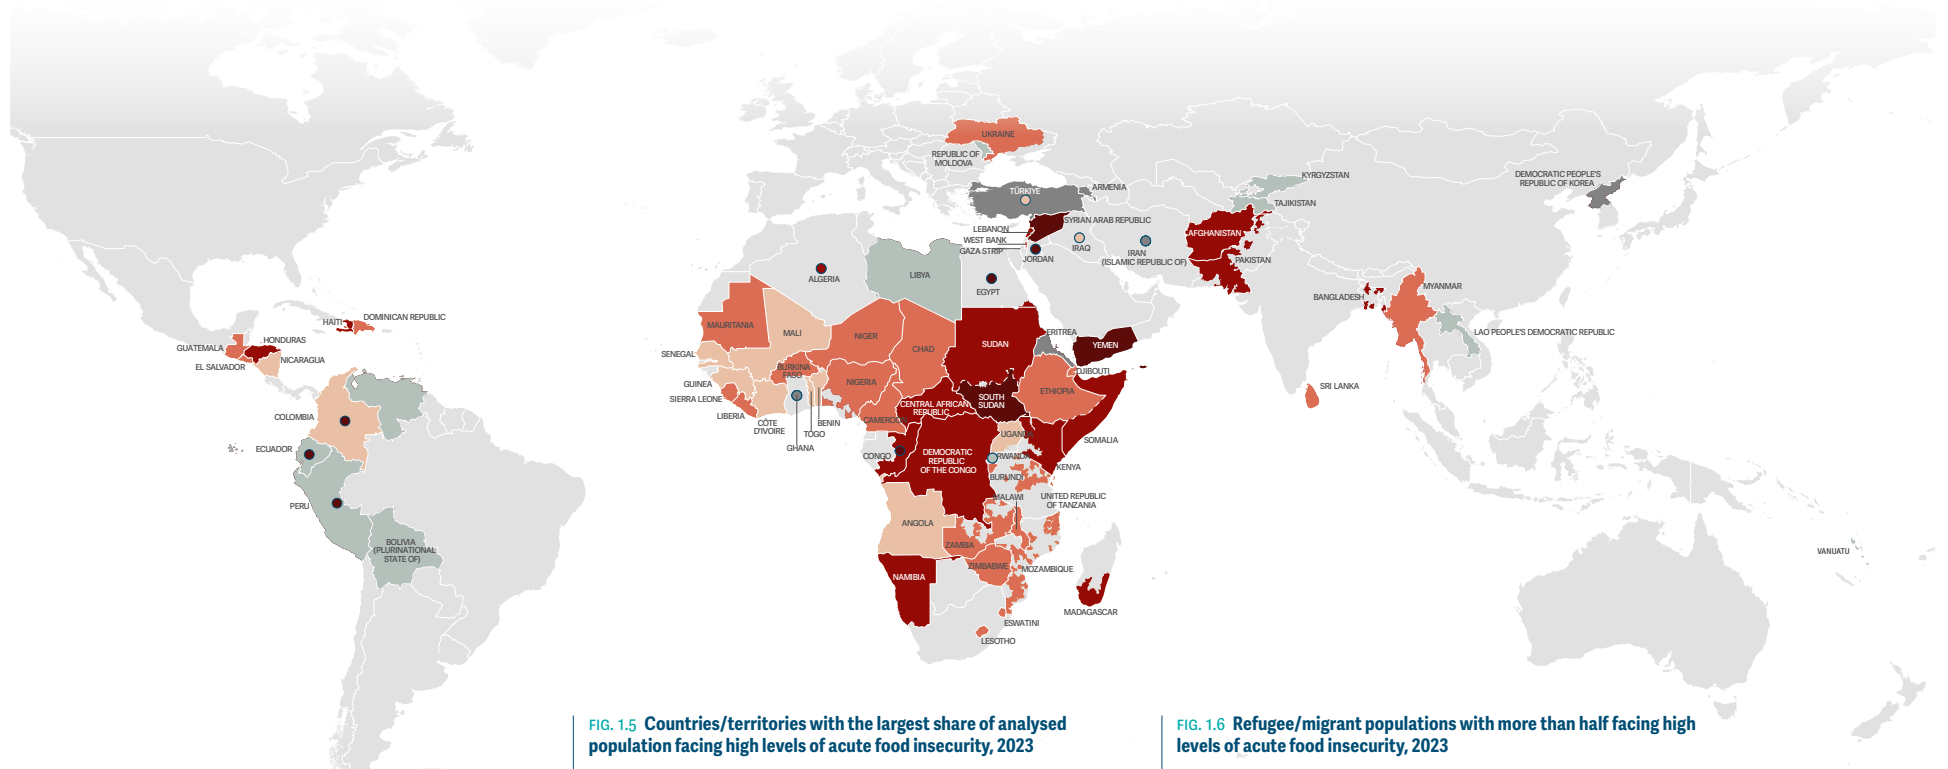 UKRAINE
REPUBLIC OF
MOLDOVA
KYRGYZSTAN
DEMOCRATIC PEOPLE'S
REPUBLIC OF KOREA
TÜRKIYE
ARMENIA
TAJIKISTAN
SYRIAN ARAB REPUBLIC
LEBANON
AFGHANISTAN
WEST BANK
GAZA STRIP
IRAQ
IRAN
(ISLAMIC REPUBLIC OF)
JORDAN
PAKISTAN
LIBYA
ALGERIA
EGYPT
MYANMAR
BANGLADESH
HAITI
DOMINICAN REPUBLIC
MAURITANIA
MALI
NIGER
CHAD
SUDAN
ERITREA
YEMEN
LAO PEOPLE'S DEMOCRATIC REPUBLIC
GUATEMALA
HONDURAS
NICARAGUA
EL SALVADOR
SENEGAL
BURKINA
FASO
NIGERIA
DJIBOUTI
ETHIOPIA
SRI LANKA
GUINEA
SIERRA LEONE
LIBERIA
CENTRAL AFRICAN
REPUBLIC
SOUTH
SUDAN
COLOMBIA
CÔTE
D'IVOIRE
BENIN
TOGO
GHANA
CAMEROON
UGANDA
SOMALIA
ECUADOR
CONGO
DEMOCRATIC
REPUBLIC
OF THE CONGO
RWANDA
KENYA
BURUNDI
PERU
MALAWI
UNITED REPUBLIC
OF TANZANIA
ANGOLA
BOLIVIA
(PLURINATIONAL
STATE OF)
ZAMBIA
VANUATU
ZIMBABWE
MOZAMBIQUE
NAMIBIA
MADAGASCAR
ESWATINI
LESOTHO
FIG. 1.5 Countries/territories with the largest share of analysed
population facing high levels of acute food insecurity, 2023
FIG. 1.6 Refugee/migrant populations with more than half facing high
levels of acute food insecurity, 2023